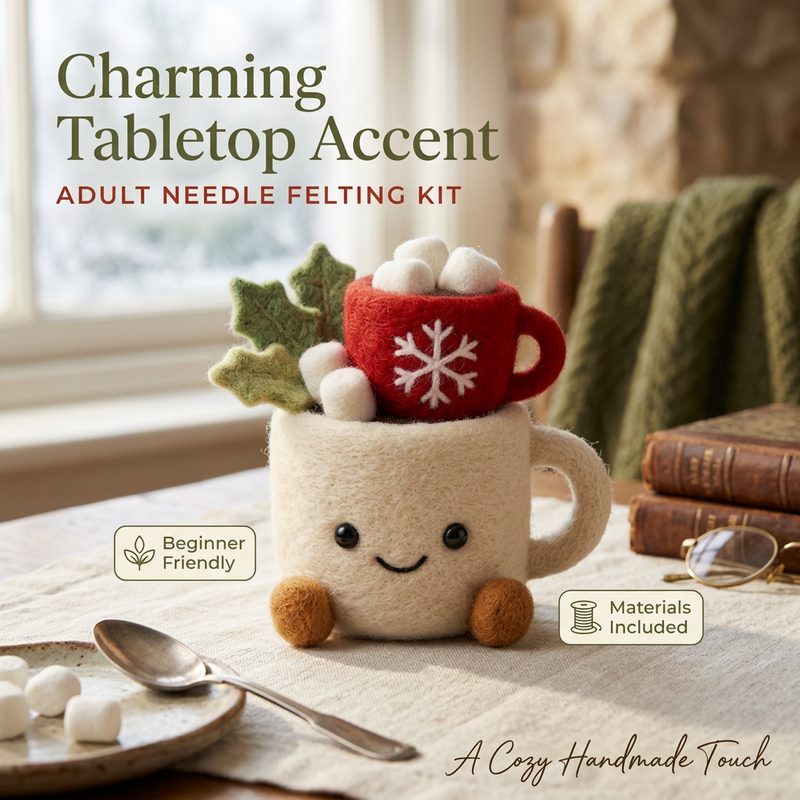 Charming
Tabletop Accent
ADULT NEEDLE FELTING KIT
Beginner
Friendly
Materials
Included
A Cozy Handmade Touch